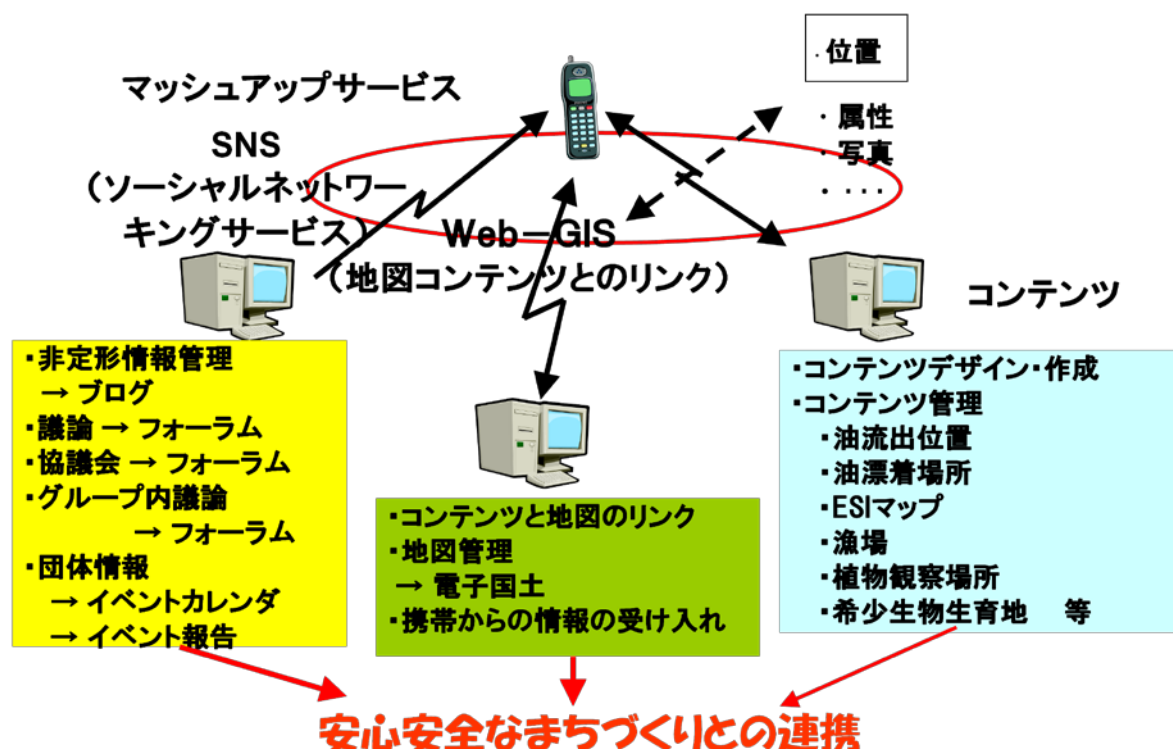 マッシュアップサービス
SNS
（ソーシャルネットワー
キングサービス）
・位置
・属性
・写真
・‥‥
Web－GIS
（地図コンテンツとのリンク）
コンテンツ
・非定形情報管理
→ ブログ
・議論 → フォーラム
・協議会 → フォーラム
・グループ内議論
→ フォーラム
・団体情報
→ イベントカレンダ
→ イベント報告
・コンテンツと地図のリンク
・地図管理
→ 電子国土
・携帯からの情報の受け入れ
・コンテンツデザイン・作成
・コンテンツ管理
・油流出位置
・油漂着場所
・ESIマップ
・漁場
・植物観察場所
・希少生物生育地　等
安心安全なまちづくりとの連携